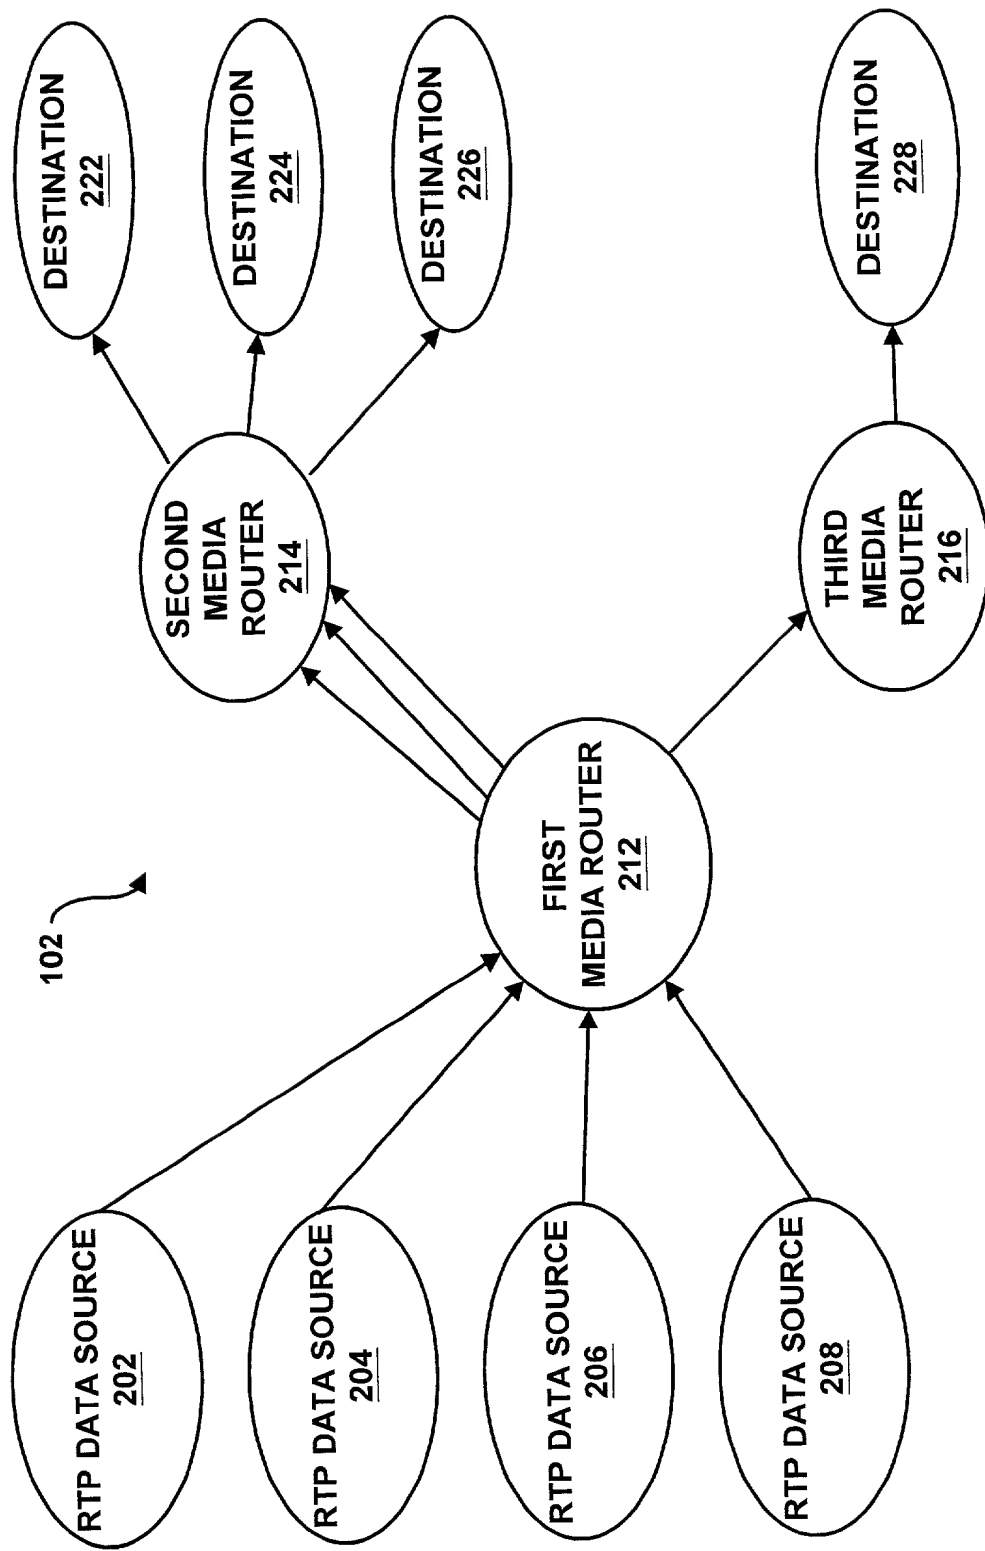 102
RTP DATA SOURCE
202
RTP DATA SOURCE
204
RTP DATA SOURCE
206
RTP DATA SOURCE
208
FIRST
MEDIA ROUTER
212
SECOND
MEDIA
ROUTER
214
THIRD
MEDIA
ROUTER
216
DESTINATION
222
DESTINATION
224
DESTINATION
226
DESTINATION
228